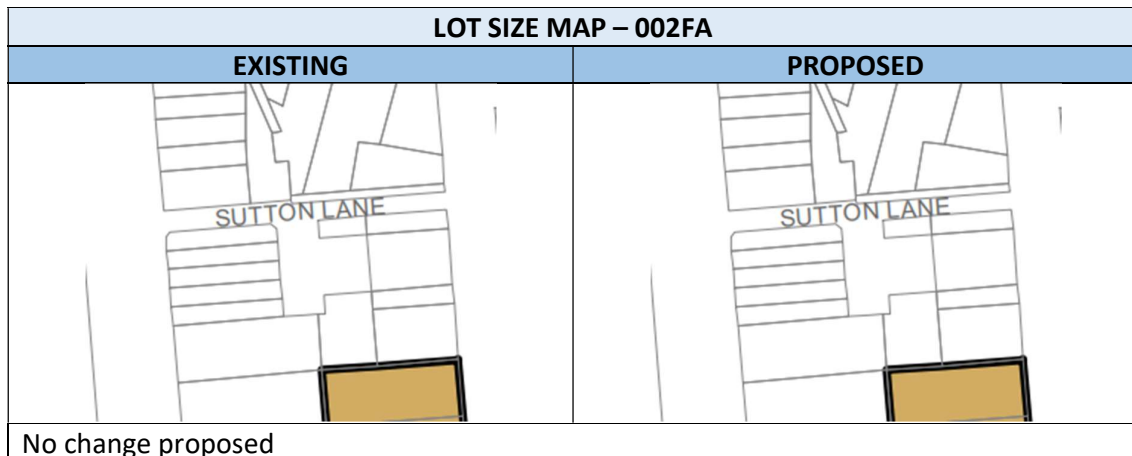 LOT SIZE MAP – 002FA
EXISTING
PROPOSED
SUTTON LANE
SUTTON LANE
No change proposed